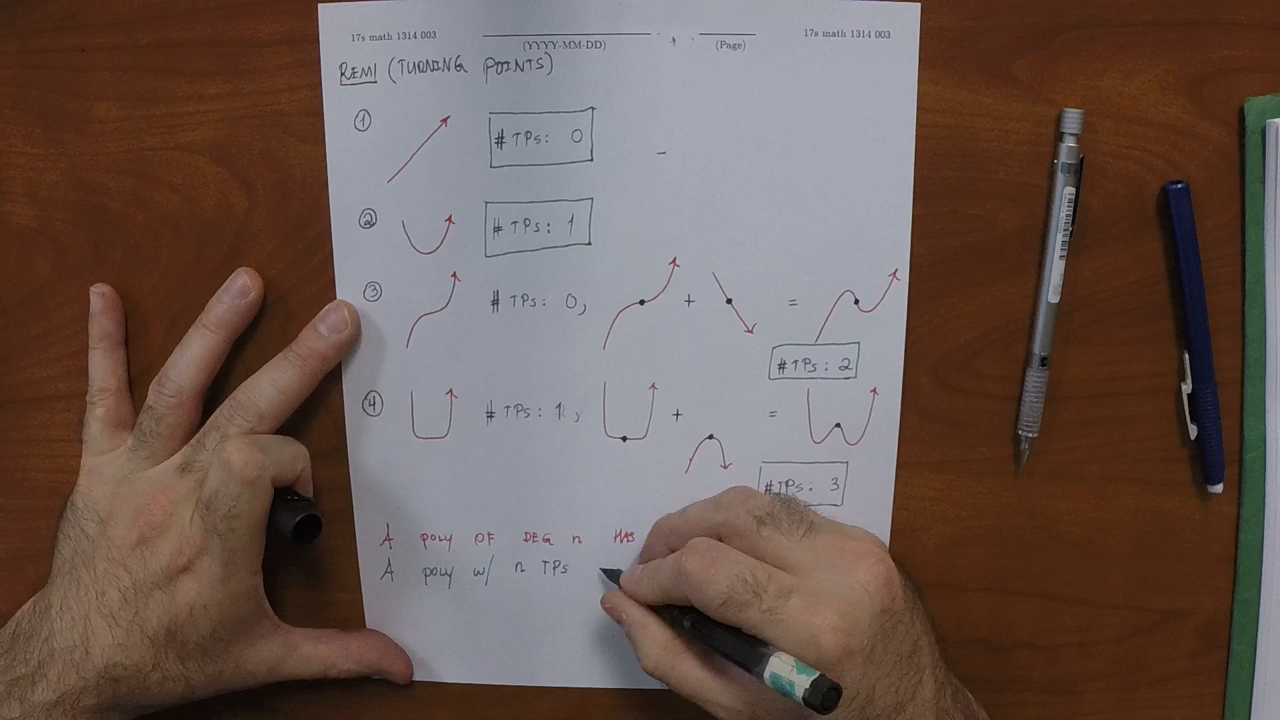 17s math 1314 003 (YYYY-MM-DD) (Page) 17s math 1314 003
REM1 (TURNING POINTS)
① # TPs: 0
② # TPs: 1
③ # TPs: 0, + =
# TPs: 2
④ # TPs: 1, + =
#TPs: 3
A POLY OF DEG n HAS
A POLY w/ n TPs